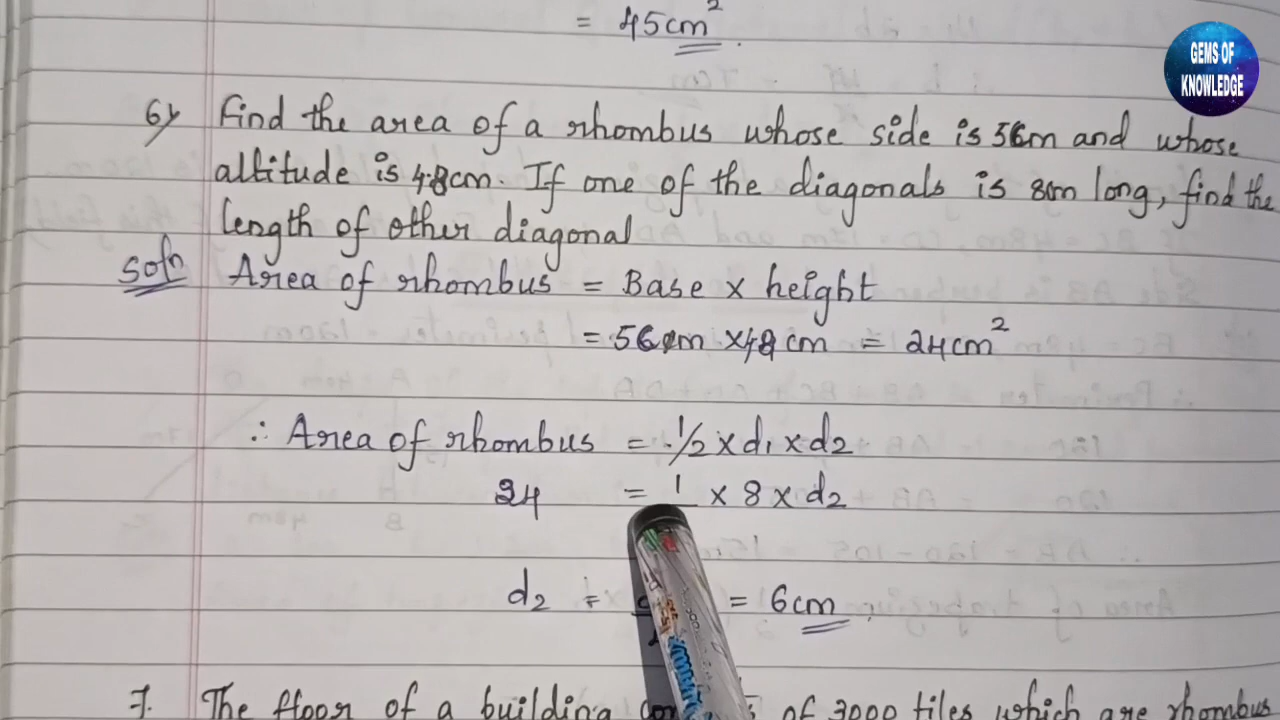 = 45cm²
GEMS OF
KNOWLEDGE
6) Find the area of a rhombus whose side is 56m and whose
altitude is 4.8cm. If one of the diagonals is 8cm long, find the
length of other diagonal
Soln Area of rhombus = Base × height
= 56cm × 4.8 cm = 24cm²
∴ Area of rhombus = 1/2 × d₁ × d₂
24 = 1 × 8 × d₂
d₂ = = 6cm.
7. The floor of a building of 3000 tiles which are rhombus